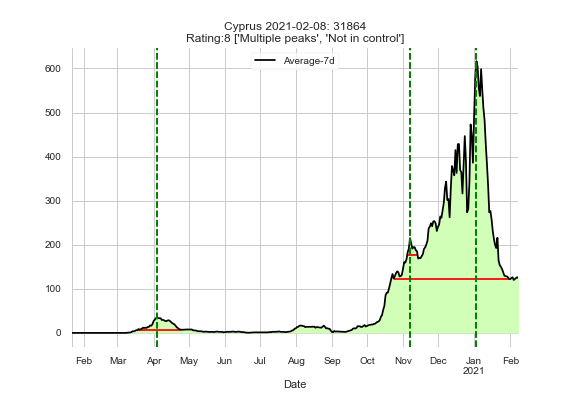 Cyprus 2021-02-08: 31864
Rating:8 ['Multiple peaks', 'Not in control']
Average-7d
600
500
400
300
200
100
0
Feb Mar Apr May Jun Jul Aug Sep Oct Nov Dec Jan Feb
2021
Date